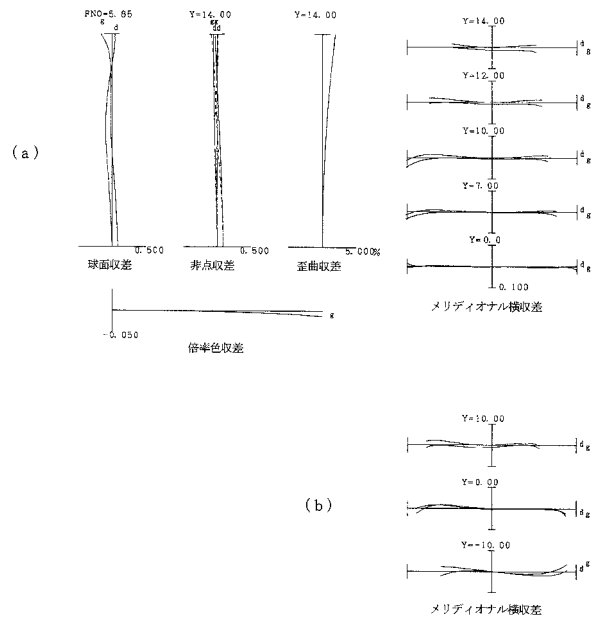 (a)
FNO=6.85
g
d
0.500
球面収差
Y=14.00
gg
dd
0.500
非点収差
Y=14.00
5.000%
歪曲収差
g
-0.050
倍率色収差
Y=14.00
d g
Y=12.00
d g
Y=10.00
d g
Y=7.00
d g
Y=0.0
d g
0.100
メリディオナル横収差
(b)
Y=10.00
d g
Y=0.00
d g
Y=-10.00
g
d
メリディオナル横収差